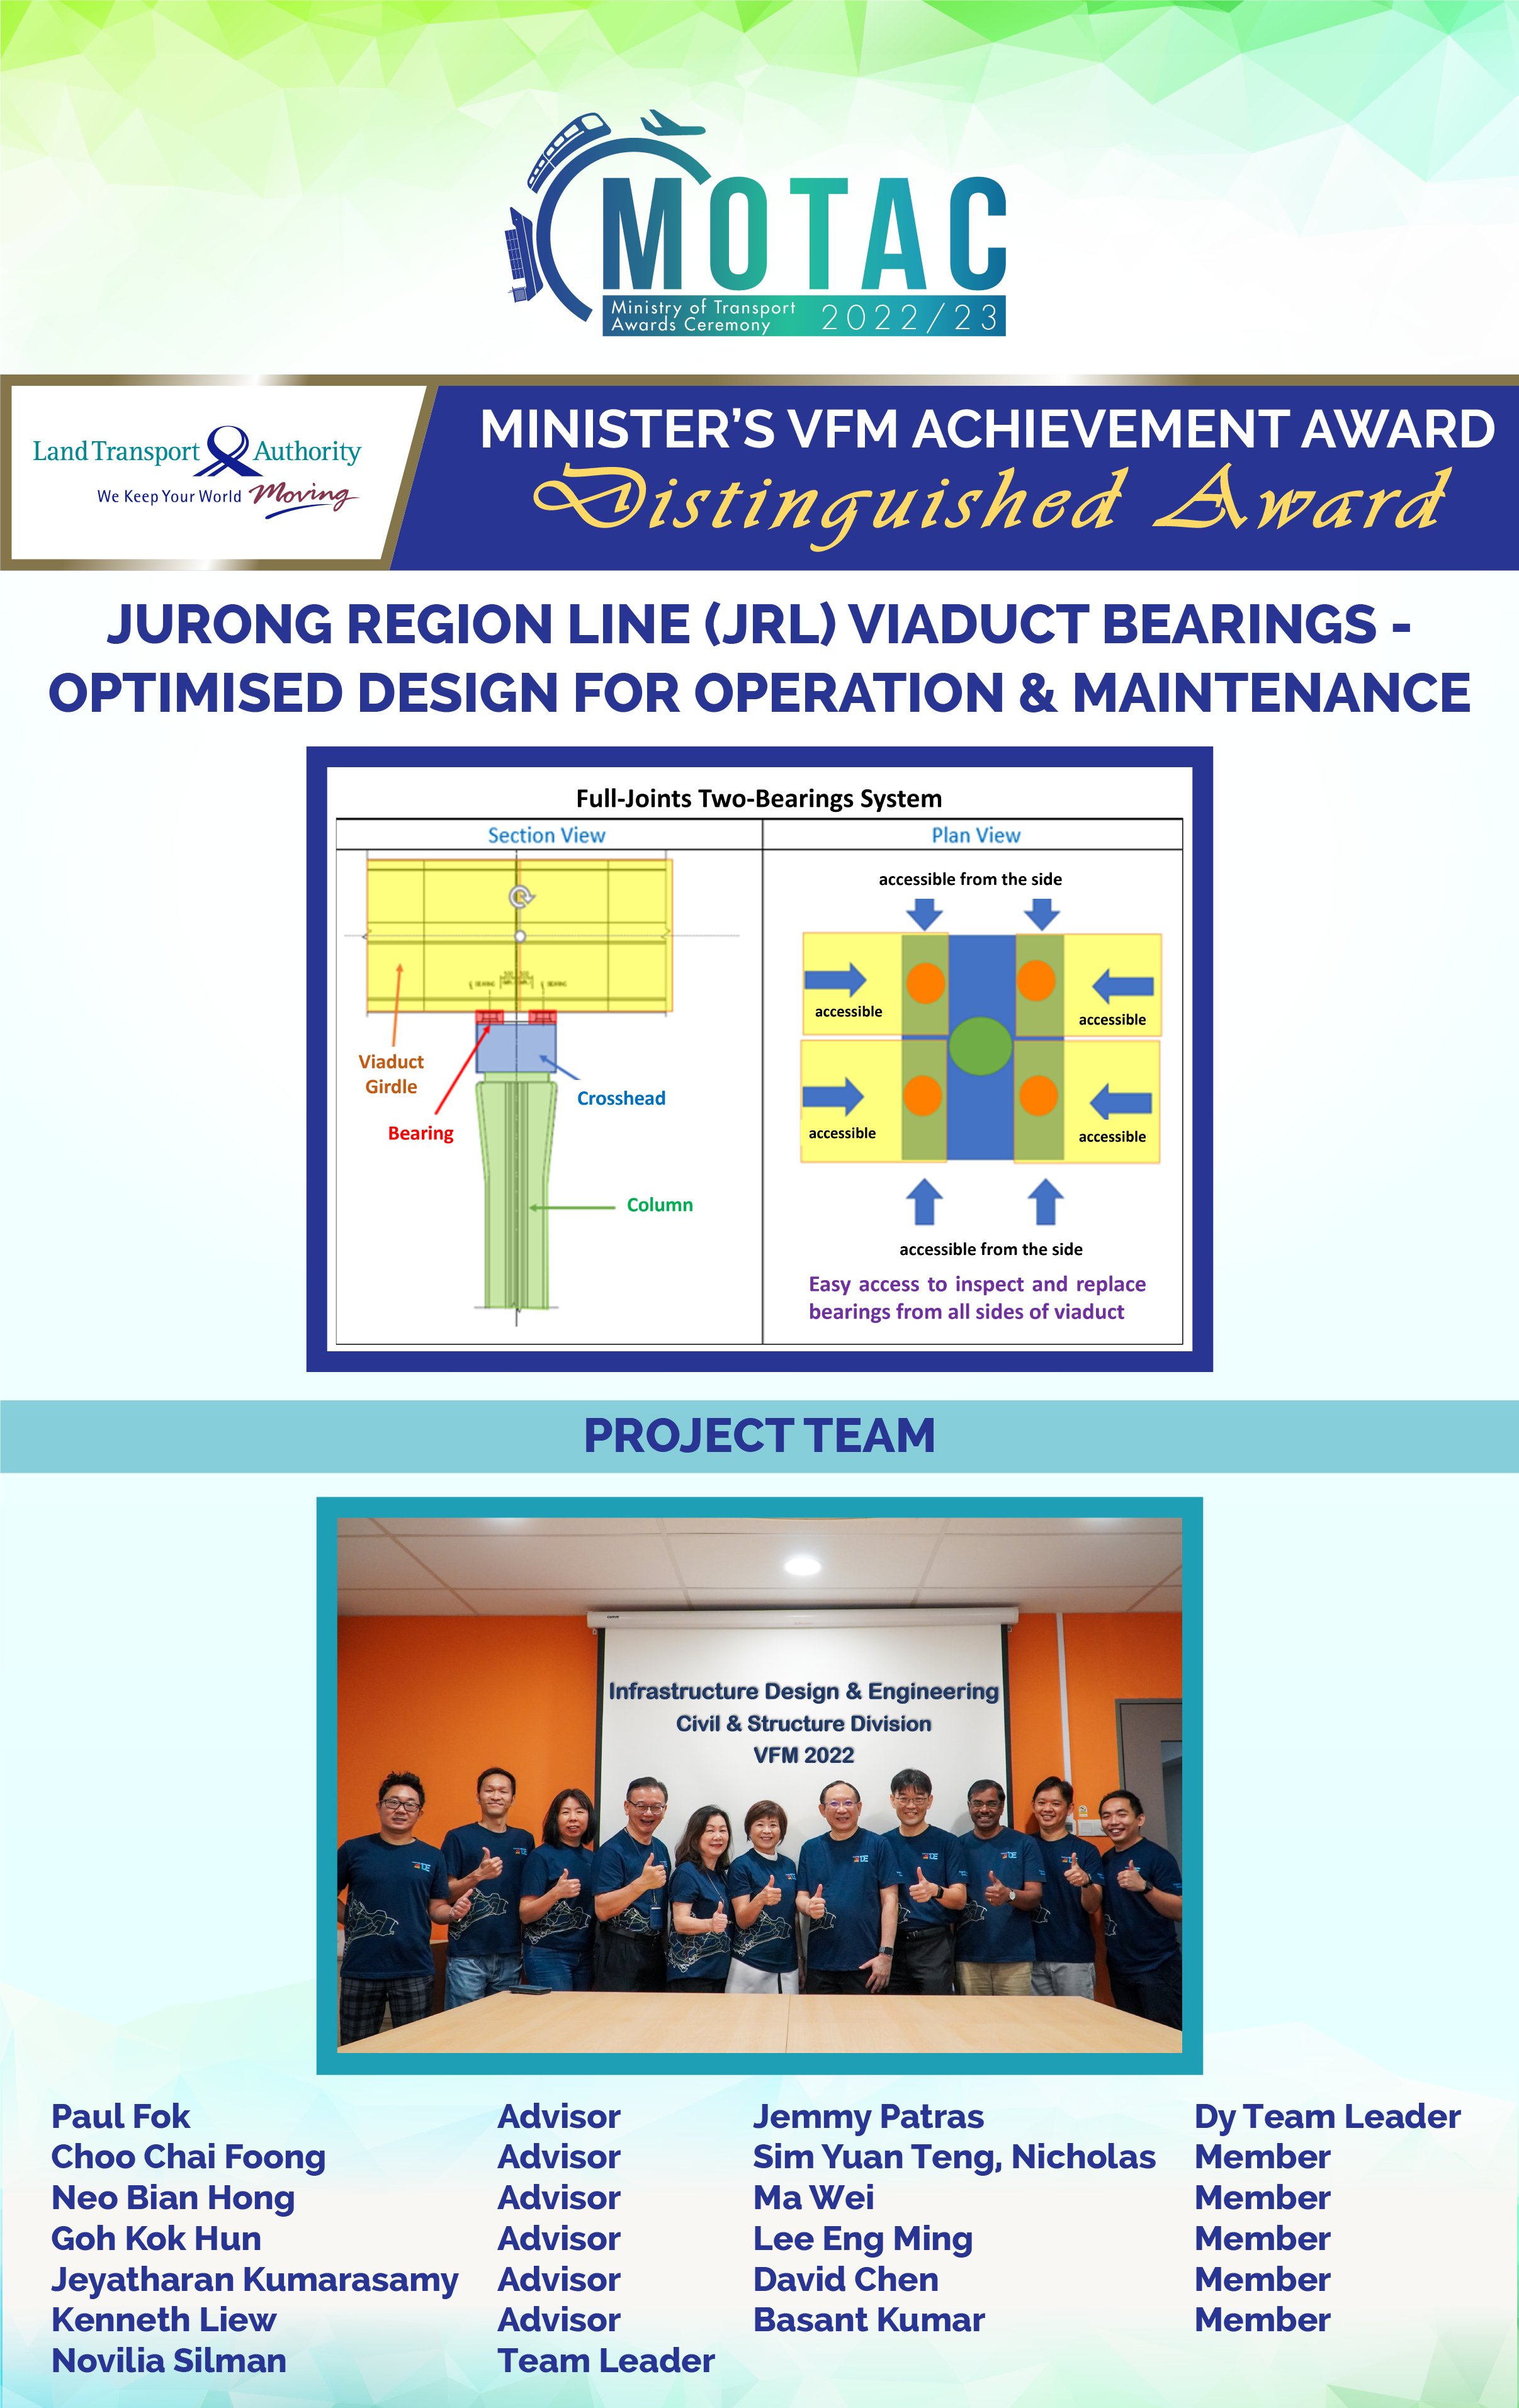 MOTAC
Ministry of Transport
Awards Ceremony 2022/23
Land Transport Authority
We Keep Your World Moving
MINISTER'S VFM ACHIEVEMENT AWARD
Distinguished Award
JURONG REGION LINE (JRL) VIADUCT BEARINGS -
OPTIMISED DESIGN FOR OPERATION & MAINTENANCE
Full-Joints Two-Bearings System
Section View
BEARING
BEARING
Viaduct
Girdle
Bearing
Crosshead
Column
Plan View
accessible from the side
accessible
accessible
accessible
accessible
accessible from the side
Easy access to inspect and replace
bearings from all sides of viaduct
PROJECT TEAM
Infrastructure Design & Engineering
Civil & Structure Division
VFM 2022
Paul Fok Advisor
Choo Chai Foong Advisor
Neo Bian Hong Advisor
Goh Kok Hun Advisor
Jeyatharan Kumarasamy Advisor
Kenneth Liew Advisor
Novilia Silman Team Leader
Jemmy Patras Dy Team Leader
Sim Yuan Teng, Nicholas Member
Ma Wei Member
Lee Eng Ming Member
David Chen Member
Basant Kumar Member